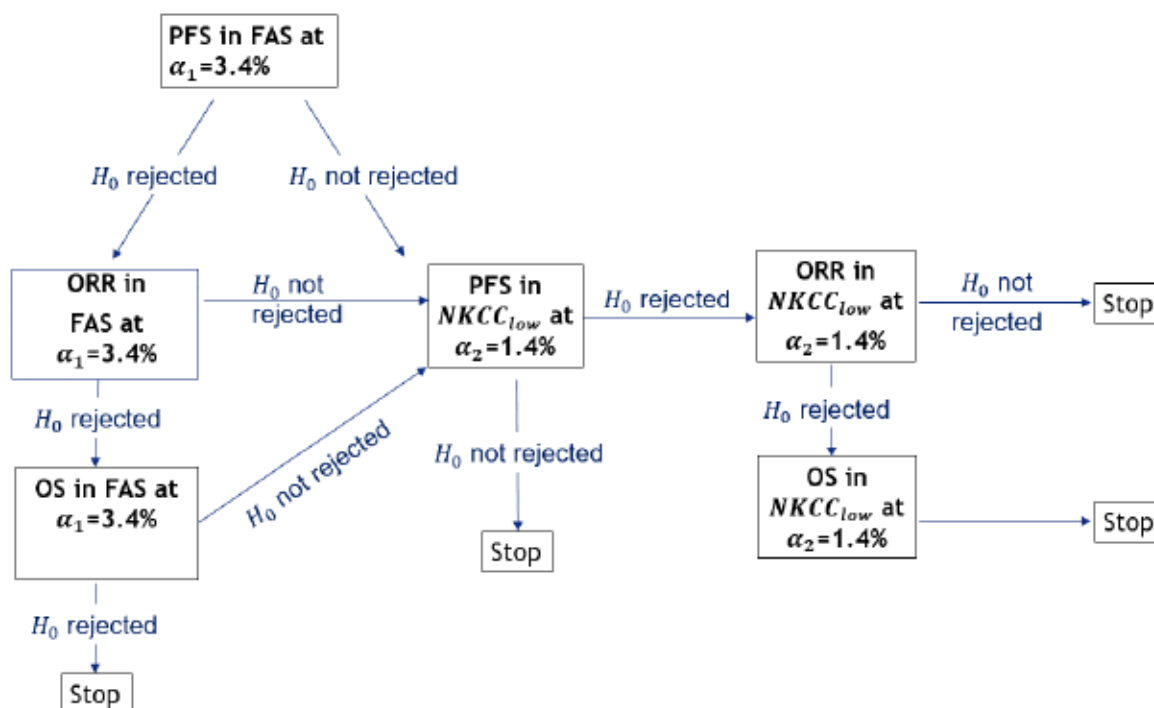 PFS in FAS at
α₁=3.4%
H₀ rejected
H₀ not rejected
ORR in
FAS at
α₁=3.4%
H₀ not
rejected
PFS in
NKCC_low at
α₂=1.4%
H₀ rejected
ORR in
NKCC_low at
α₂=1.4%
H₀ not
rejected
Stop
H₀ rejected
OS in FAS at
α₁=3.4%
H₀ not rejected
H₀ not rejected
Stop
H₀ rejected
OS in
NKCC_low at
α₂=1.4%
Stop
H₀ rejected
Stop